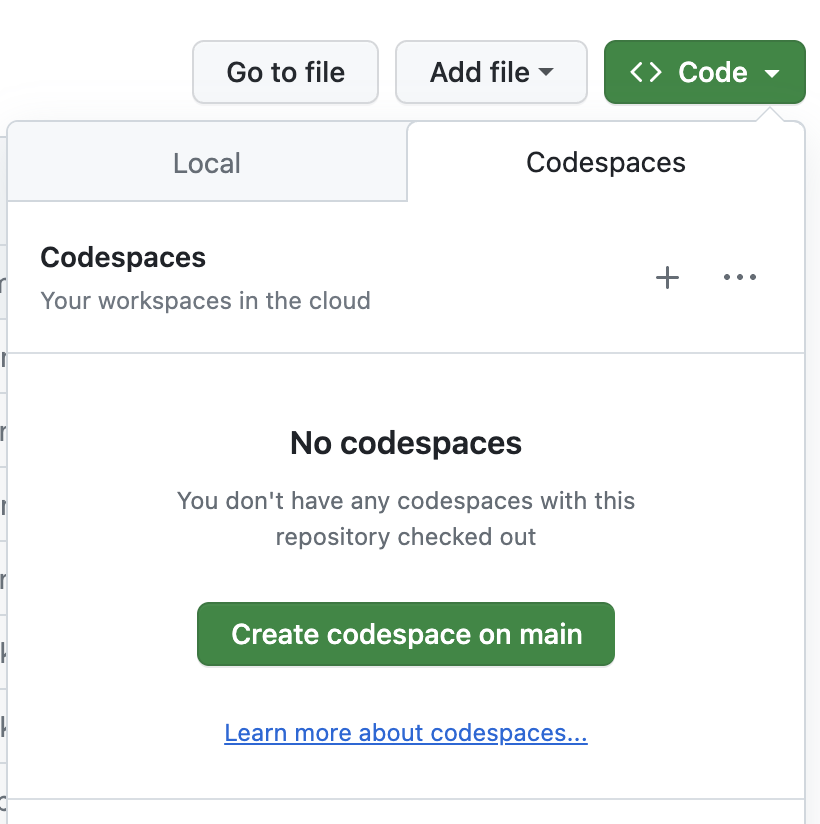 Go to file
Add file
<> Code
Local
Codespaces
Codespaces
Your workspaces in the cloud
No codespaces
You don't have any codespaces with this
repository checked out
Create codespace on main
Learn more about codespaces...